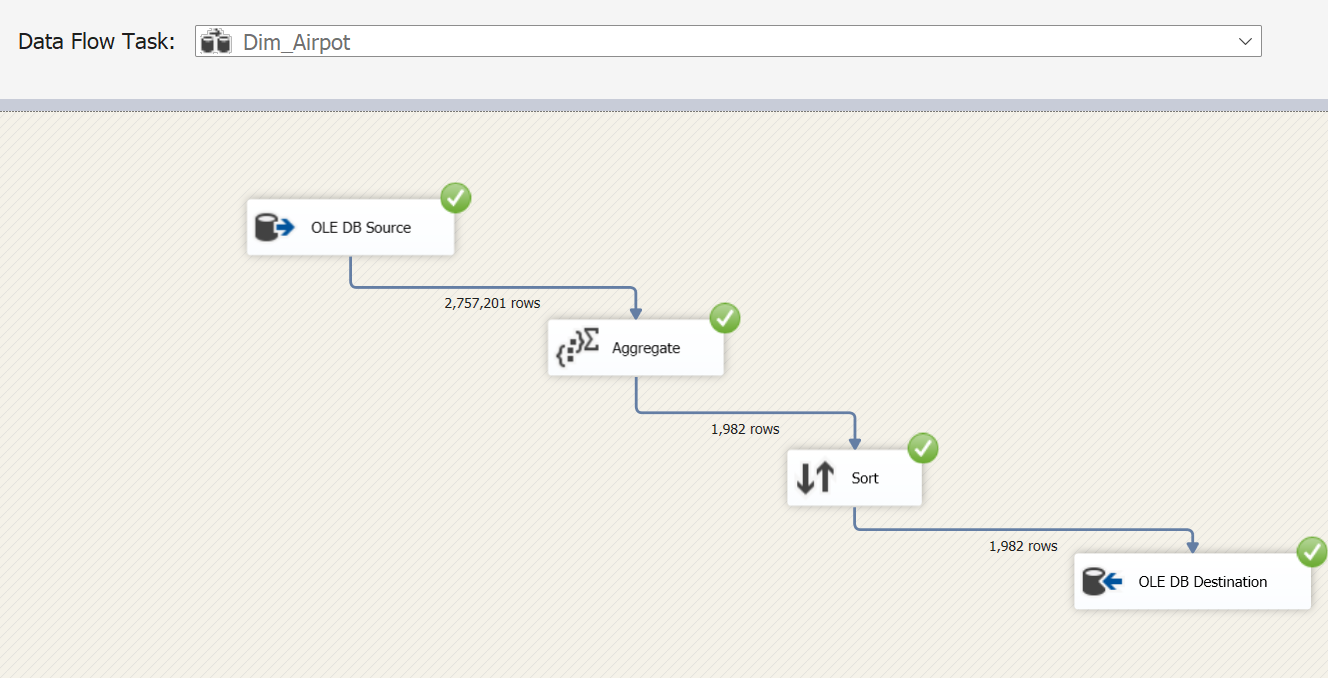 Data Flow Task: Dim_Airpot
OLE DB Source
2,757,201 rows
Aggregate
1,982 rows
Sort
1,982 rows
OLE DB Destination